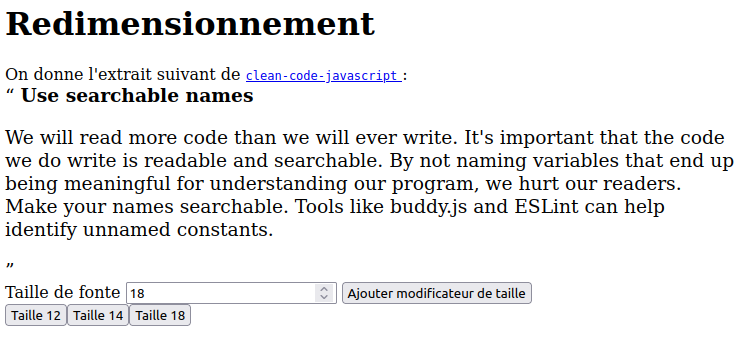 Redimensionnement
On donne l'extrait suivant de clean-code-javascript :
“ Use searchable names
We will read more code than we will ever write. It's important that the code
we do write is readable and searchable. By not naming variables that end up
being meaningful for understanding our program, we hurt our readers.
Make your names searchable. Tools like buddy.js and ESLint can help
identify unnamed constants.
”
Taille de fonte 18 Ajouter modificateur de taille
Taille 12 Taille 14 Taille 18